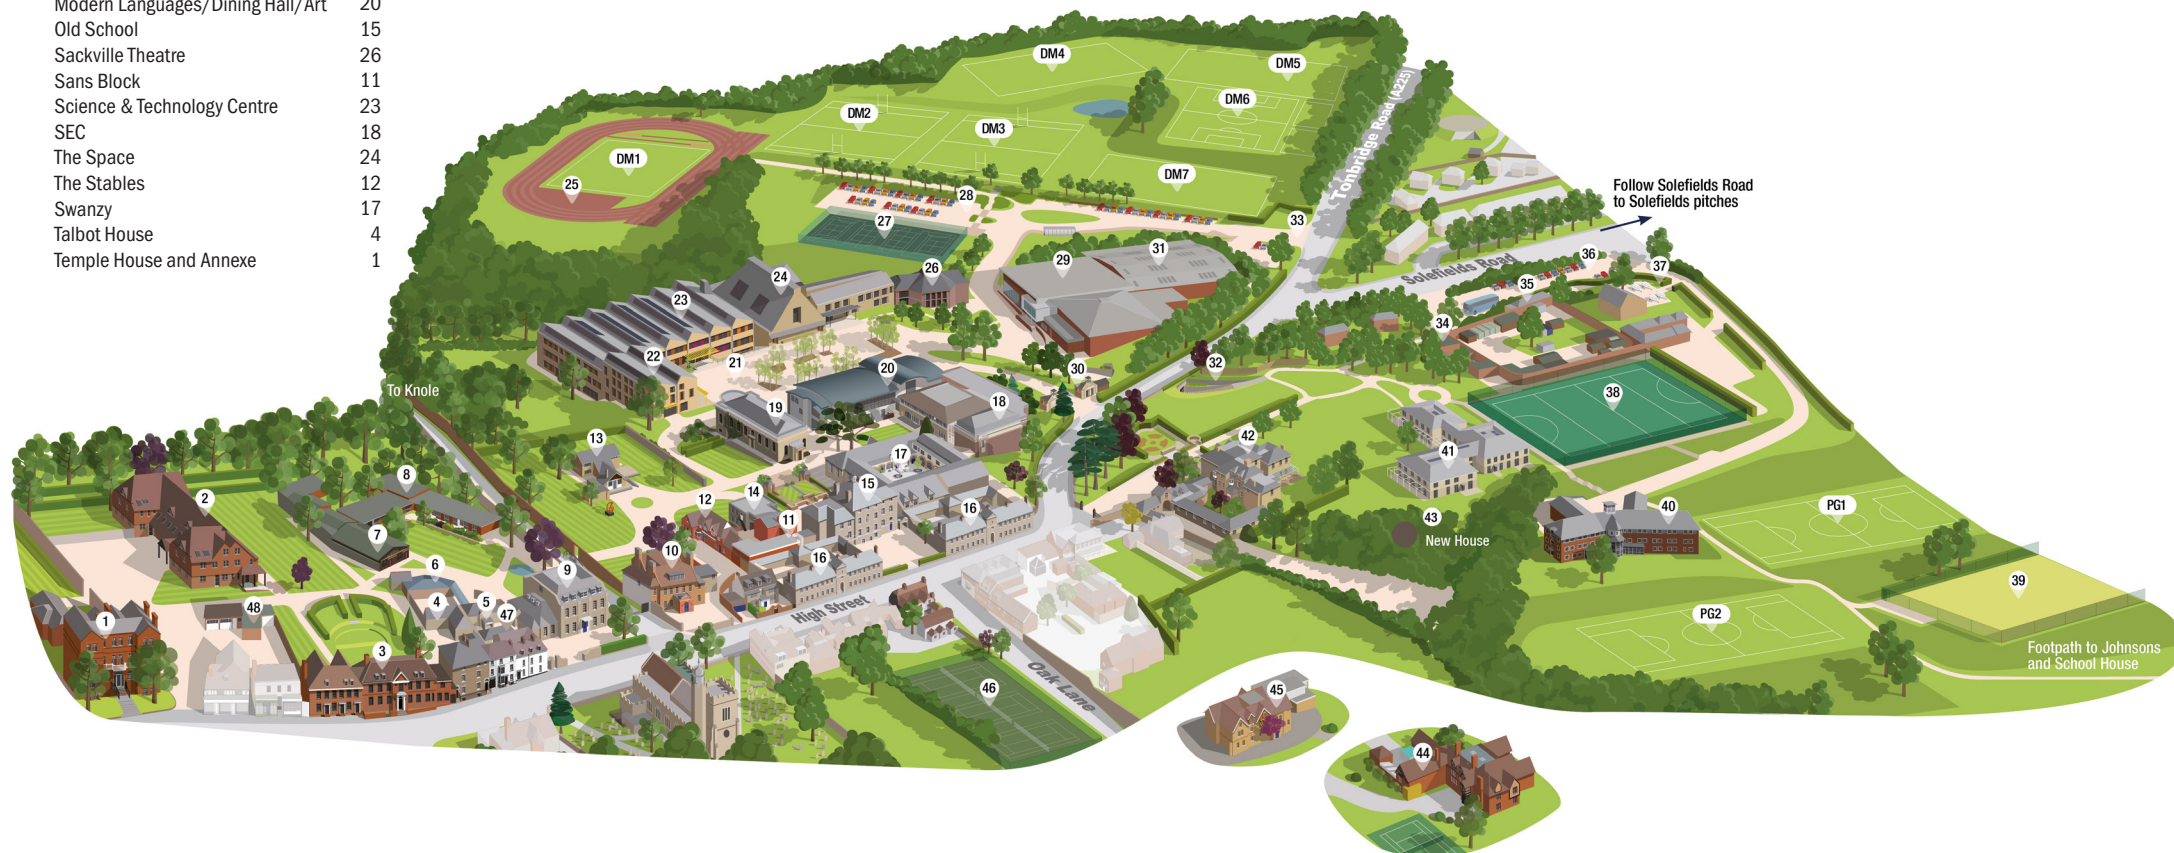 Modern Languages/Dining Hall/Art 20
Old School 15
Sackville Theatre 26
Sans Block 11
Science & Technology Centre 23
SEC 18
The Space 24
The Stables 12
Swanzy 17
Talbot House 4
Temple House and Annexe 1
DM4
DM5
DM6
DM2
DM3
DM1
DM7
25
28
27
33
Tonbridge Road (A225)
Follow Solefields Road
to Solefields pitches
Solefields Road
36
37
35
34
31
29
26
24
23
22
21
20
19
18
30
32
38
To Knole
13
17
15
14
12
11
16
16
10
42
41
43
New House
40
PG1
PG2
39
Footpath to Johnsons
and School House
2
8
7
6
9
4
5
47
48
1
3
High Street
Oak Lane
46
45
44